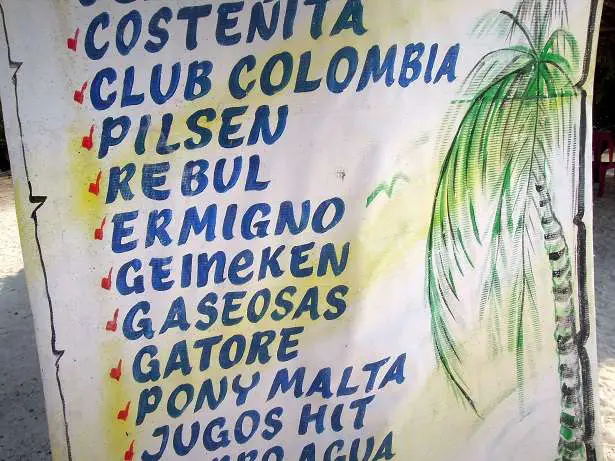 COSTEÑITA
CLUB COLOMBIA
PILSEN
REBUL
ERMIGNO
GEINEKEN
GASEOSAS
GATORE
PONY MALTA
JUGOS HIT
AGUA